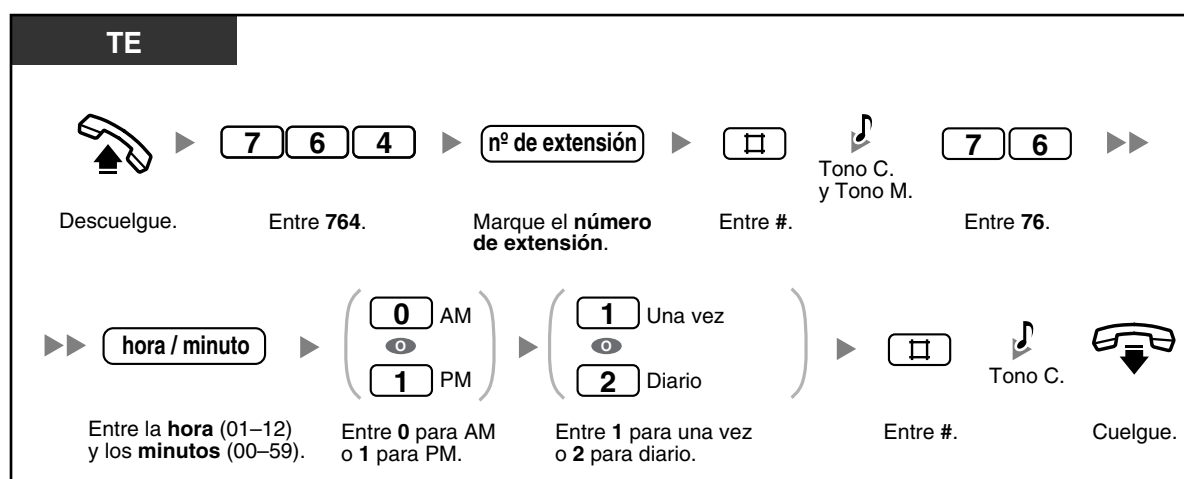 TE
7 6 4
nº de extensión
#
Tono C.
y Tono M.
7 6
Descuelgue.
Entre 764.
Marque el número
de extensión.
Entre #.
Entre 76.
hora / minuto
0 AM
o
1 PM
1 Una vez
o
2 Diario
#
Tono C.
Entre la hora (01–12)
y los minutos (00–59).
Entre 0 para AM
o 1 para PM.
Entre 1 para una vez
o 2 para diario.
Entre #.
Cuelgue.